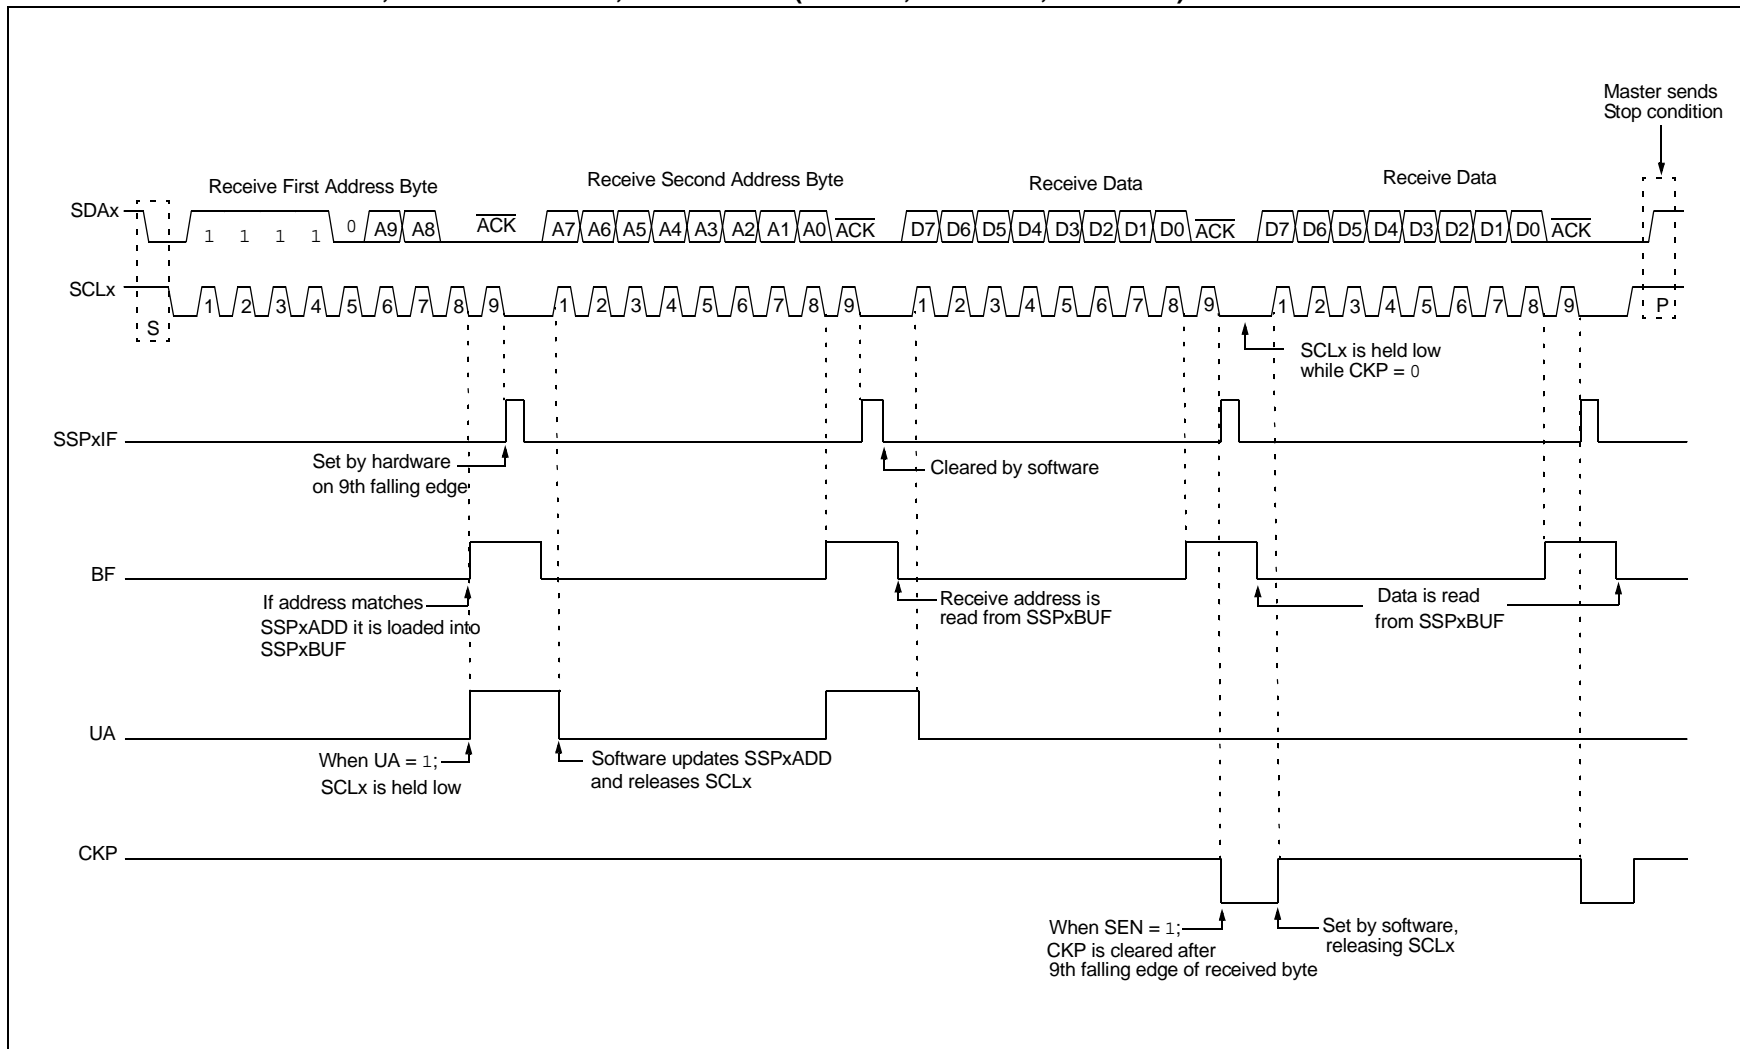 Master sends
Stop condition
Receive First Address Byte
Receive Second Address Byte
Receive Data
Receive Data
SDAx
1 1 1 1 0 A9 A8 ACK A7 A6 A5 A4 A3 A2 A1 A0 ACK D7 D6 D5 D4 D3 D2 D1 D0 ACK D7 D6 D5 D4 D3 D2 D1 D0 ACK
SCLx
S 1 2 3 4 5 6 7 8 9 1 2 3 4 5 6 7 8 9 1 2 3 4 5 6 7 8 9 1 2 3 4 5 6 7 8 9 P
SCLx is held low
while CKP = 0
SSPxIF
Set by hardware
on 9th falling edge
Cleared by software
BF
If address matches
SSPxADD it is loaded into
SSPxBUF
Receive address is
read from SSPxBUF
Data is read
from SSPxBUF
UA
When UA = 1;
SCLx is held low
Software updates SSPxADD
and releases SCLx
CKP
When SEN = 1;
CKP is cleared after
9th falling edge of received byte
Set by software,
releasing SCLx